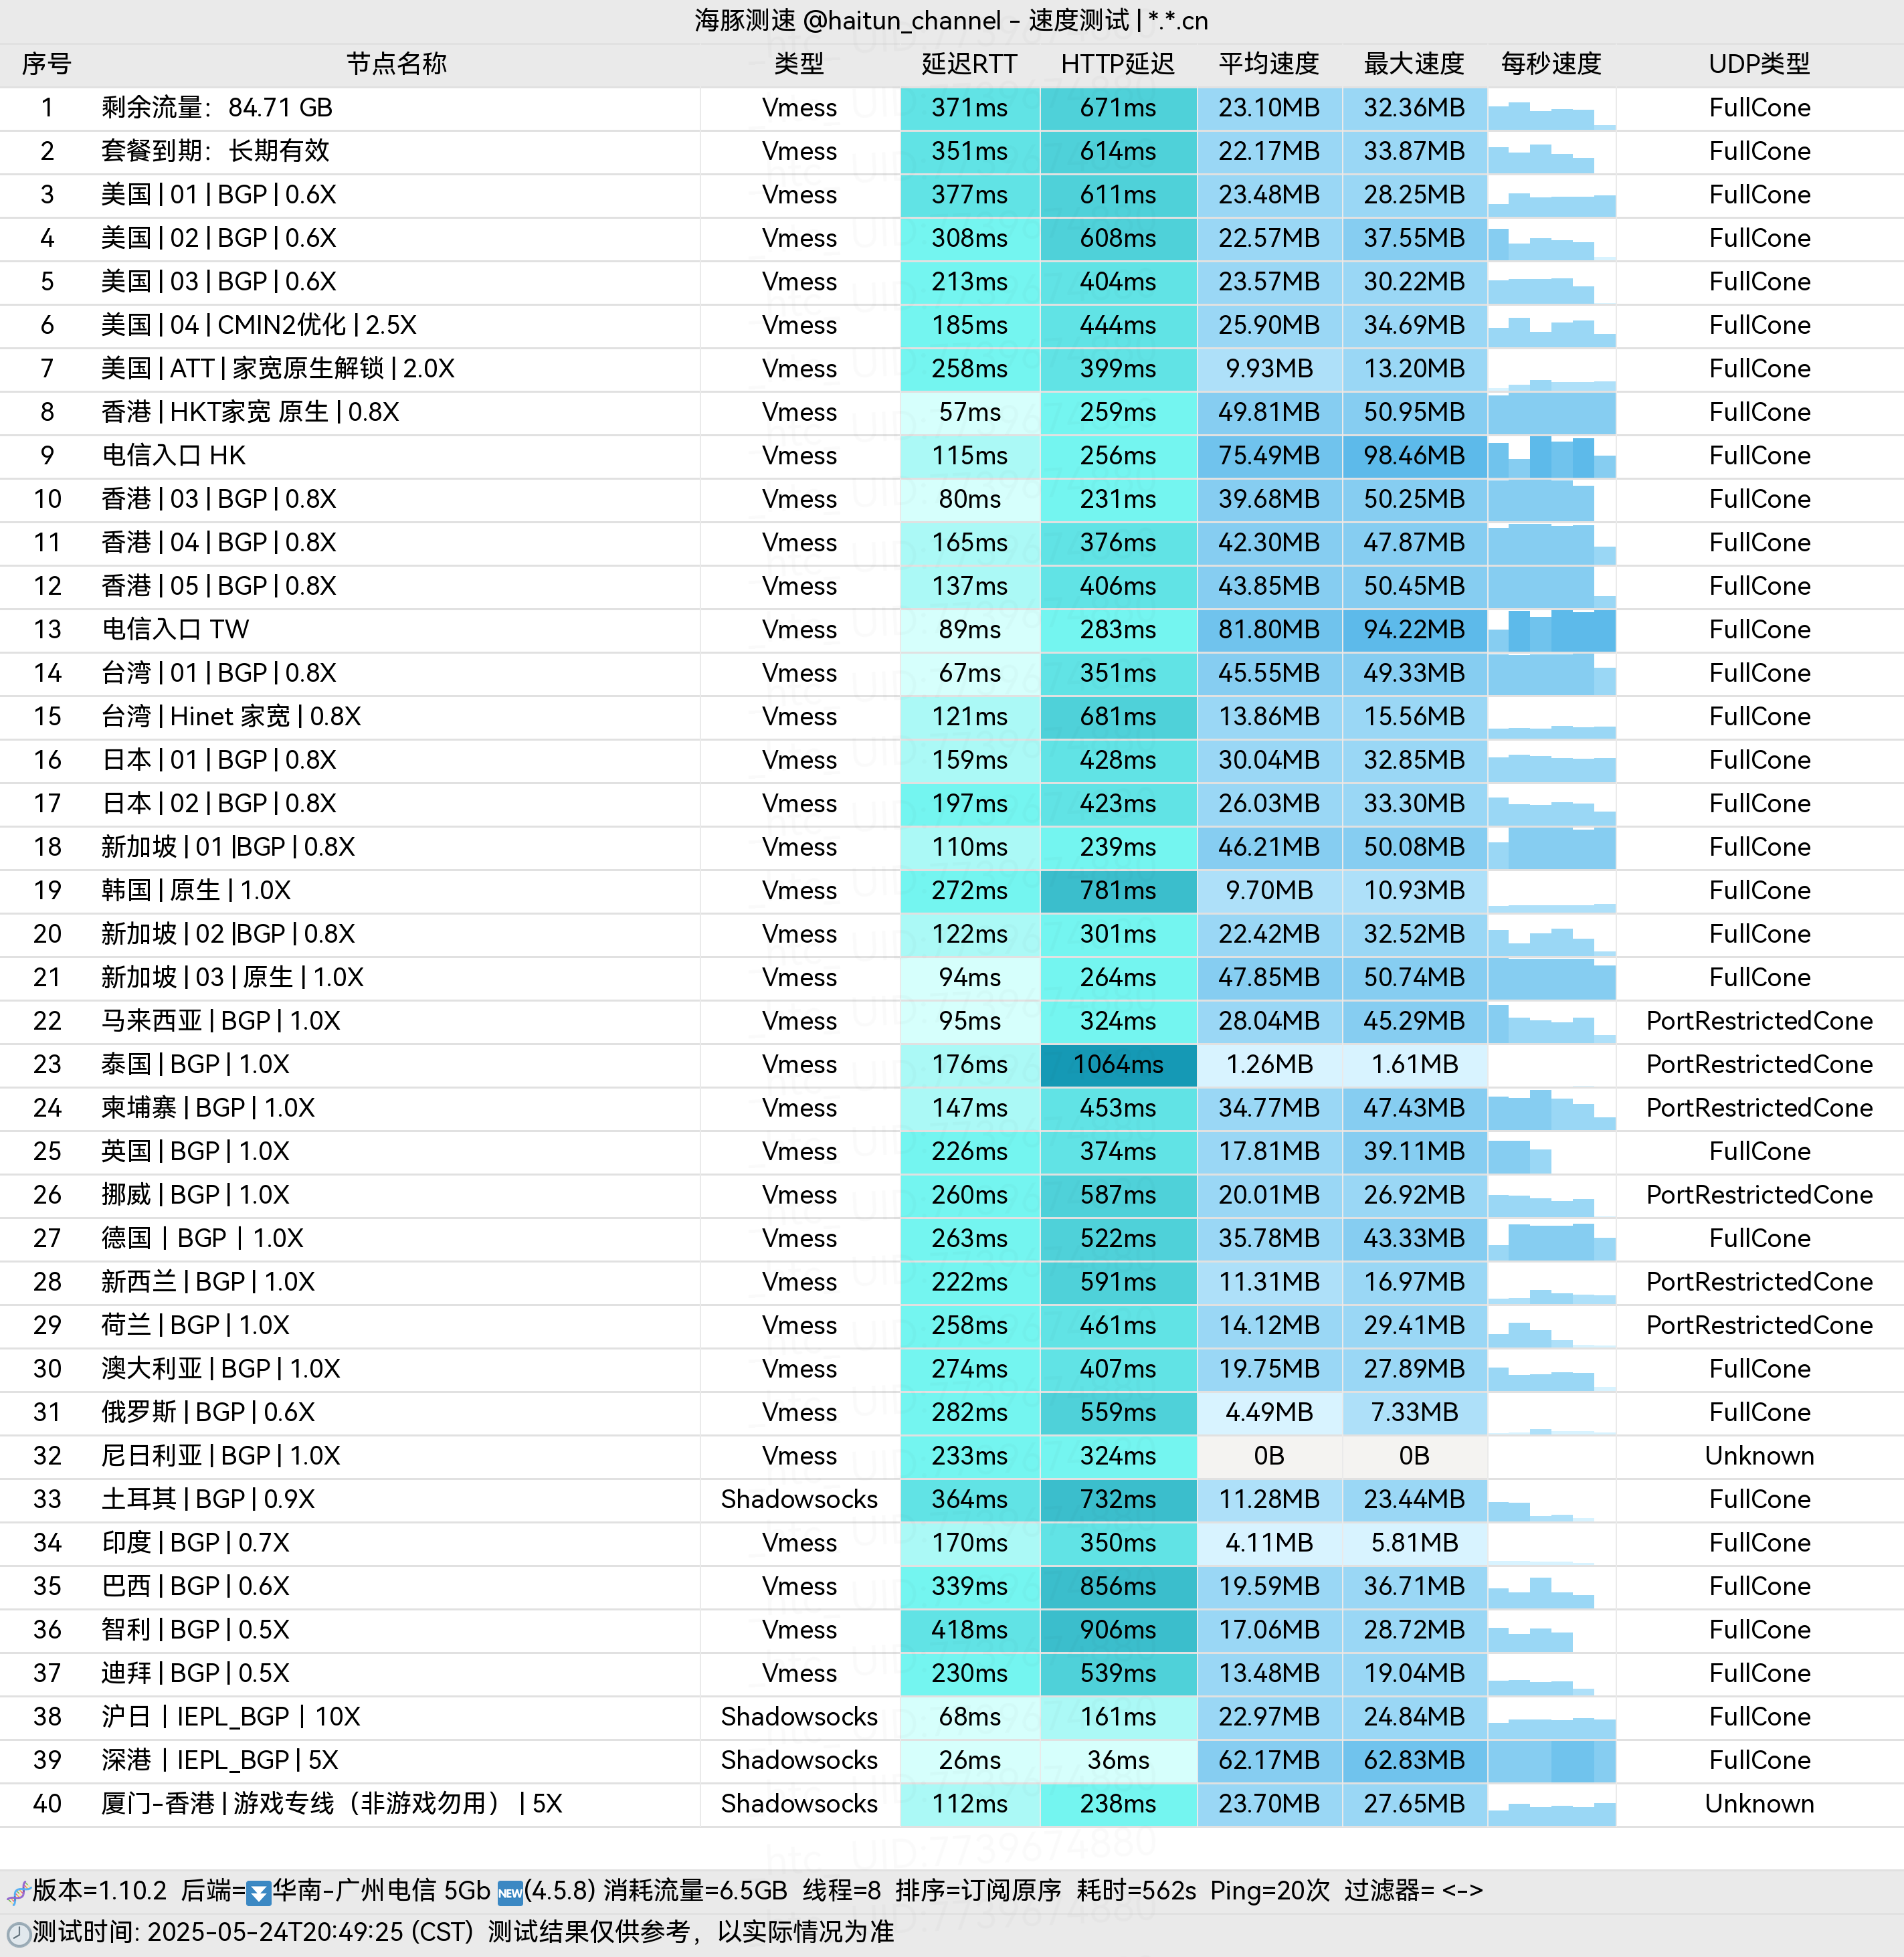 海豚测速 @haitun_channel - 速度测试 | *.*.cn
序号 节点名称 类型 延迟RTT HTTP延迟 平均速度 最大速度 每秒速度 UDP类型
1 剩余流量：84.71 GB Vmess 371ms 671ms 23.10MB 32.36MB FullCone
2 套餐到期：长期有效 Vmess 351ms 614ms 22.17MB 33.87MB FullCone
3 美国 | 01 | BGP | 0.6X Vmess 377ms 611ms 23.48MB 28.25MB FullCone
4 美国 | 02 | BGP | 0.6X Vmess 308ms 608ms 22.57MB 37.55MB FullCone
5 美国 | 03 | BGP | 0.6X Vmess 213ms 404ms 23.57MB 30.22MB FullCone
6 美国 | 04 | CMIN2优化 | 2.5X Vmess 185ms 444ms 25.90MB 34.69MB FullCone
7 美国 | ATT | 家宽原生解锁 | 2.0X Vmess 258ms 399ms 9.93MB 13.20MB FullCone
8 香港 | HKT家宽 原生 | 0.8X Vmess 57ms 259ms 49.81MB 50.95MB FullCone
9 电信入口 HK Vmess 115ms 256ms 75.49MB 98.46MB FullCone
10 香港 | 03 | BGP | 0.8X Vmess 80ms 231ms 39.68MB 50.25MB FullCone
11 香港 | 04 | BGP | 0.8X Vmess 165ms 376ms 42.30MB 47.87MB FullCone
12 香港 | 05 | BGP | 0.8X Vmess 137ms 406ms 43.85MB 50.45MB FullCone
13 电信入口 TW Vmess 89ms 283ms 81.80MB 94.22MB FullCone
14 台湾 | 01 | BGP | 0.8X Vmess 67ms 351ms 45.55MB 49.33MB FullCone
15 台湾 | Hinet 家宽 | 0.8X Vmess 121ms 681ms 13.86MB 15.56MB FullCone
16 日本 | 01 | BGP | 0.8X Vmess 159ms 428ms 30.04MB 32.85MB FullCone
17 日本 | 02 | BGP | 0.8X Vmess 197ms 423ms 26.03MB 33.30MB FullCone
18 新加坡 | 01 |BGP | 0.8X Vmess 110ms 239ms 46.21MB 50.08MB FullCone
19 韩国 | 原生 | 1.0X Vmess 272ms 781ms 9.70MB 10.93MB FullCone
20 新加坡 | 02 |BGP | 0.8X Vmess 122ms 301ms 22.42MB 32.52MB FullCone
21 新加坡 | 03 | 原生 | 1.0X Vmess 94ms 264ms 47.85MB 50.74MB FullCone
22 马来西亚 | BGP | 1.0X Vmess 95ms 324ms 28.04MB 45.29MB PortRestrictedCone
23 泰国 | BGP | 1.0X Vmess 176ms 1064ms 1.26MB 1.61MB PortRestrictedCone
24 柬埔寨 | BGP | 1.0X Vmess 147ms 453ms 34.77MB 47.43MB PortRestrictedCone
25 英国 | BGP | 1.0X Vmess 226ms 374ms 17.81MB 39.11MB FullCone
26 挪威 | BGP | 1.0X Vmess 260ms 587ms 20.01MB 26.92MB PortRestrictedCone
27 德国 | BGP | 1.0X Vmess 263ms 522ms 35.78MB 43.33MB FullCone
28 新西兰 | BGP | 1.0X Vmess 222ms 591ms 11.31MB 16.97MB PortRestrictedCone
29 荷兰 | BGP | 1.0X Vmess 258ms 461ms 14.12MB 29.41MB PortRestrictedCone
30 澳大利亚 | BGP | 1.0X Vmess 274ms 407ms 19.75MB 27.89MB FullCone
31 俄罗斯 | BGP | 0.6X Vmess 282ms 559ms 4.49MB 7.33MB FullCone
32 尼日利亚 | BGP | 1.0X Vmess 233ms 324ms 0B 0B Unknown
33 土耳其 | BGP | 0.9X Shadowsocks 364ms 732ms 11.28MB 23.44MB FullCone
34 印度 | BGP | 0.7X Vmess 170ms 350ms 4.11MB 5.81MB FullCone
35 巴西 | BGP | 0.6X Vmess 339ms 856ms 19.59MB 36.71MB FullCone
36 智利 | BGP | 0.5X Vmess 418ms 906ms 17.06MB 28.72MB FullCone
37 迪拜 | BGP | 0.5X Vmess 230ms 539ms 13.48MB 19.04MB FullCone
38 沪日 | IEPL_BGP | 10X Shadowsocks 68ms 161ms 22.97MB 24.84MB FullCone
39 深港 | IEPL_BGP | 5X Shadowsocks 26ms 36ms 62.17MB 62.83MB FullCone
40 厦门-香港 | 游戏专线（非游戏勿用） | 5X Shadowsocks 112ms 238ms 23.70MB 27.65MB Unknown
htc_ UID:7739674880
版本=1.10.2 后端=华南-广州电信 5Gb NEW(4.5.8) 消耗流量=6.5GB 线程=8 排序=订阅原序 耗时=562s Ping=20次 过滤器= <->
测试时间: 2025-05-24T20:49:25 (CST) 测试结果仅供参考，以实际情况为准